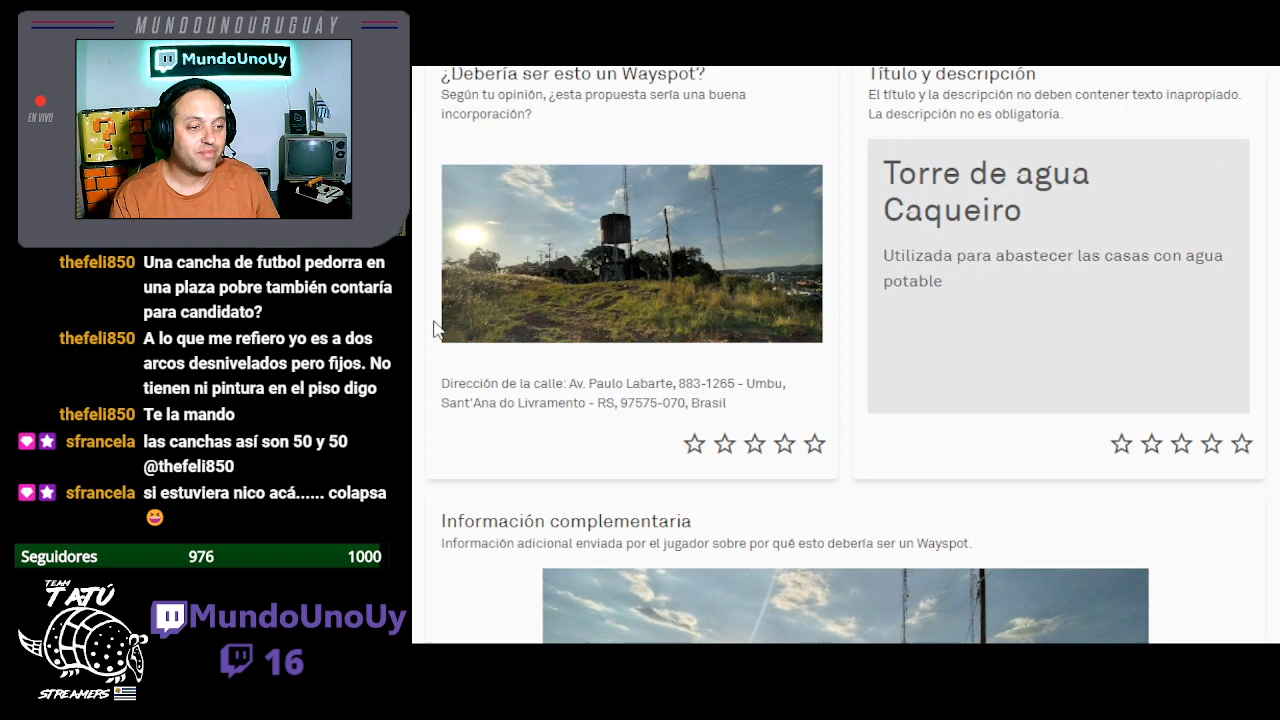 MUNDOUNOURUGUAY
MundoUnoUy
EN VIVO
thefeli850 Una cancha de futbol pedorra en
una plaza pobre también contaría
para candidato?
thefeli850 A lo que me refiero yo es a dos
arcos desnivelados pero fijos. No
tienen ni pintura en el piso digo
thefeli850 Te la mando
sfrancela las canchas así son 50 y 50
@thefeli850
sfrancela si estuviera nico acá...... colapsa
😆
Seguidores 976 1000
TEAM
TATÚ
STREAMERS
MundoUnoUy
16
¿Debería ser esto un Wayspot?
Según tu opinión, ¿esta propuesta sería una buena
incorporación?
Dirección de la calle: Av. Paulo Labarte, 883-1265 - Umbu,
Sant'Ana do Livramento - RS, 97575-070, Brasil
Título y descripción
El título y la descripción no deben contener texto inapropiado.
La descripción no es obligatoria.
Torre de agua
Caqueiro
Utilizada para abastecer las casas con agua
potable
Información complementaria
Información adicional enviada por el jugador sobre por qué esto debería ser un Wayspot.